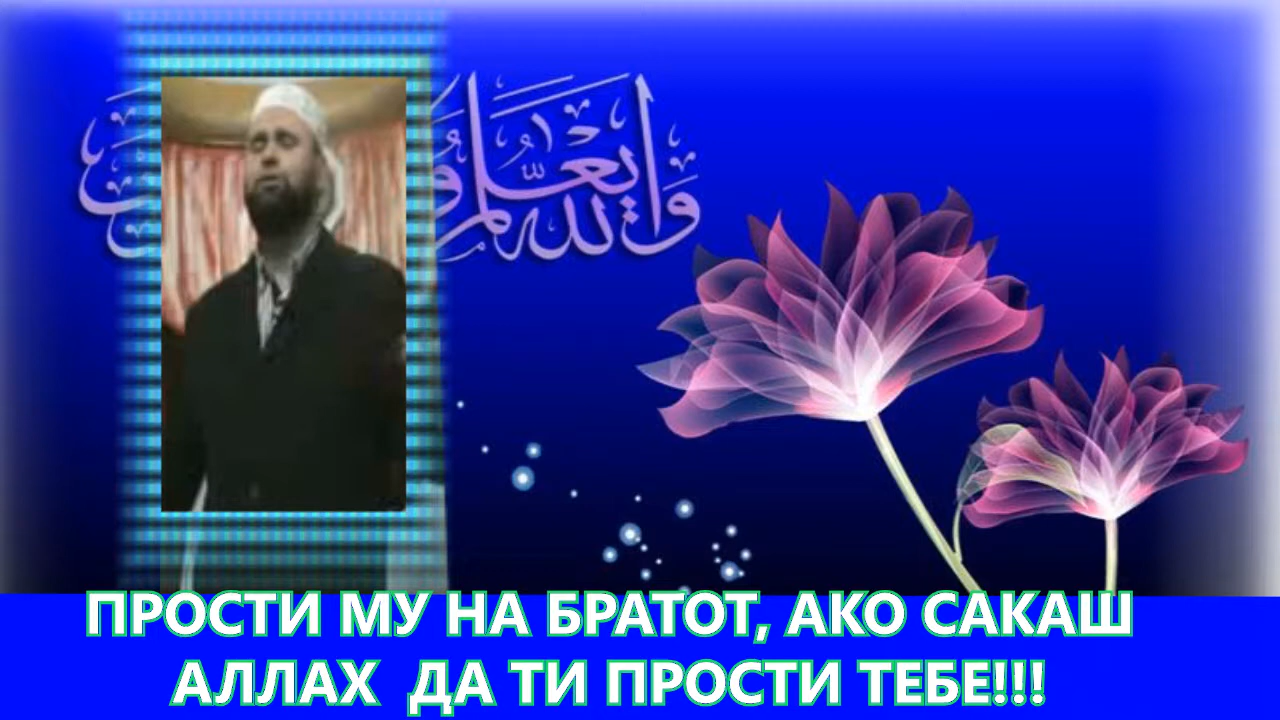 والله يعلم
ПРОСТИ МУ НА БРАТОТ, АКО САКАШ
АЛЛАХ ДА ТИ ПРОСТИ ТЕБЕ!!!